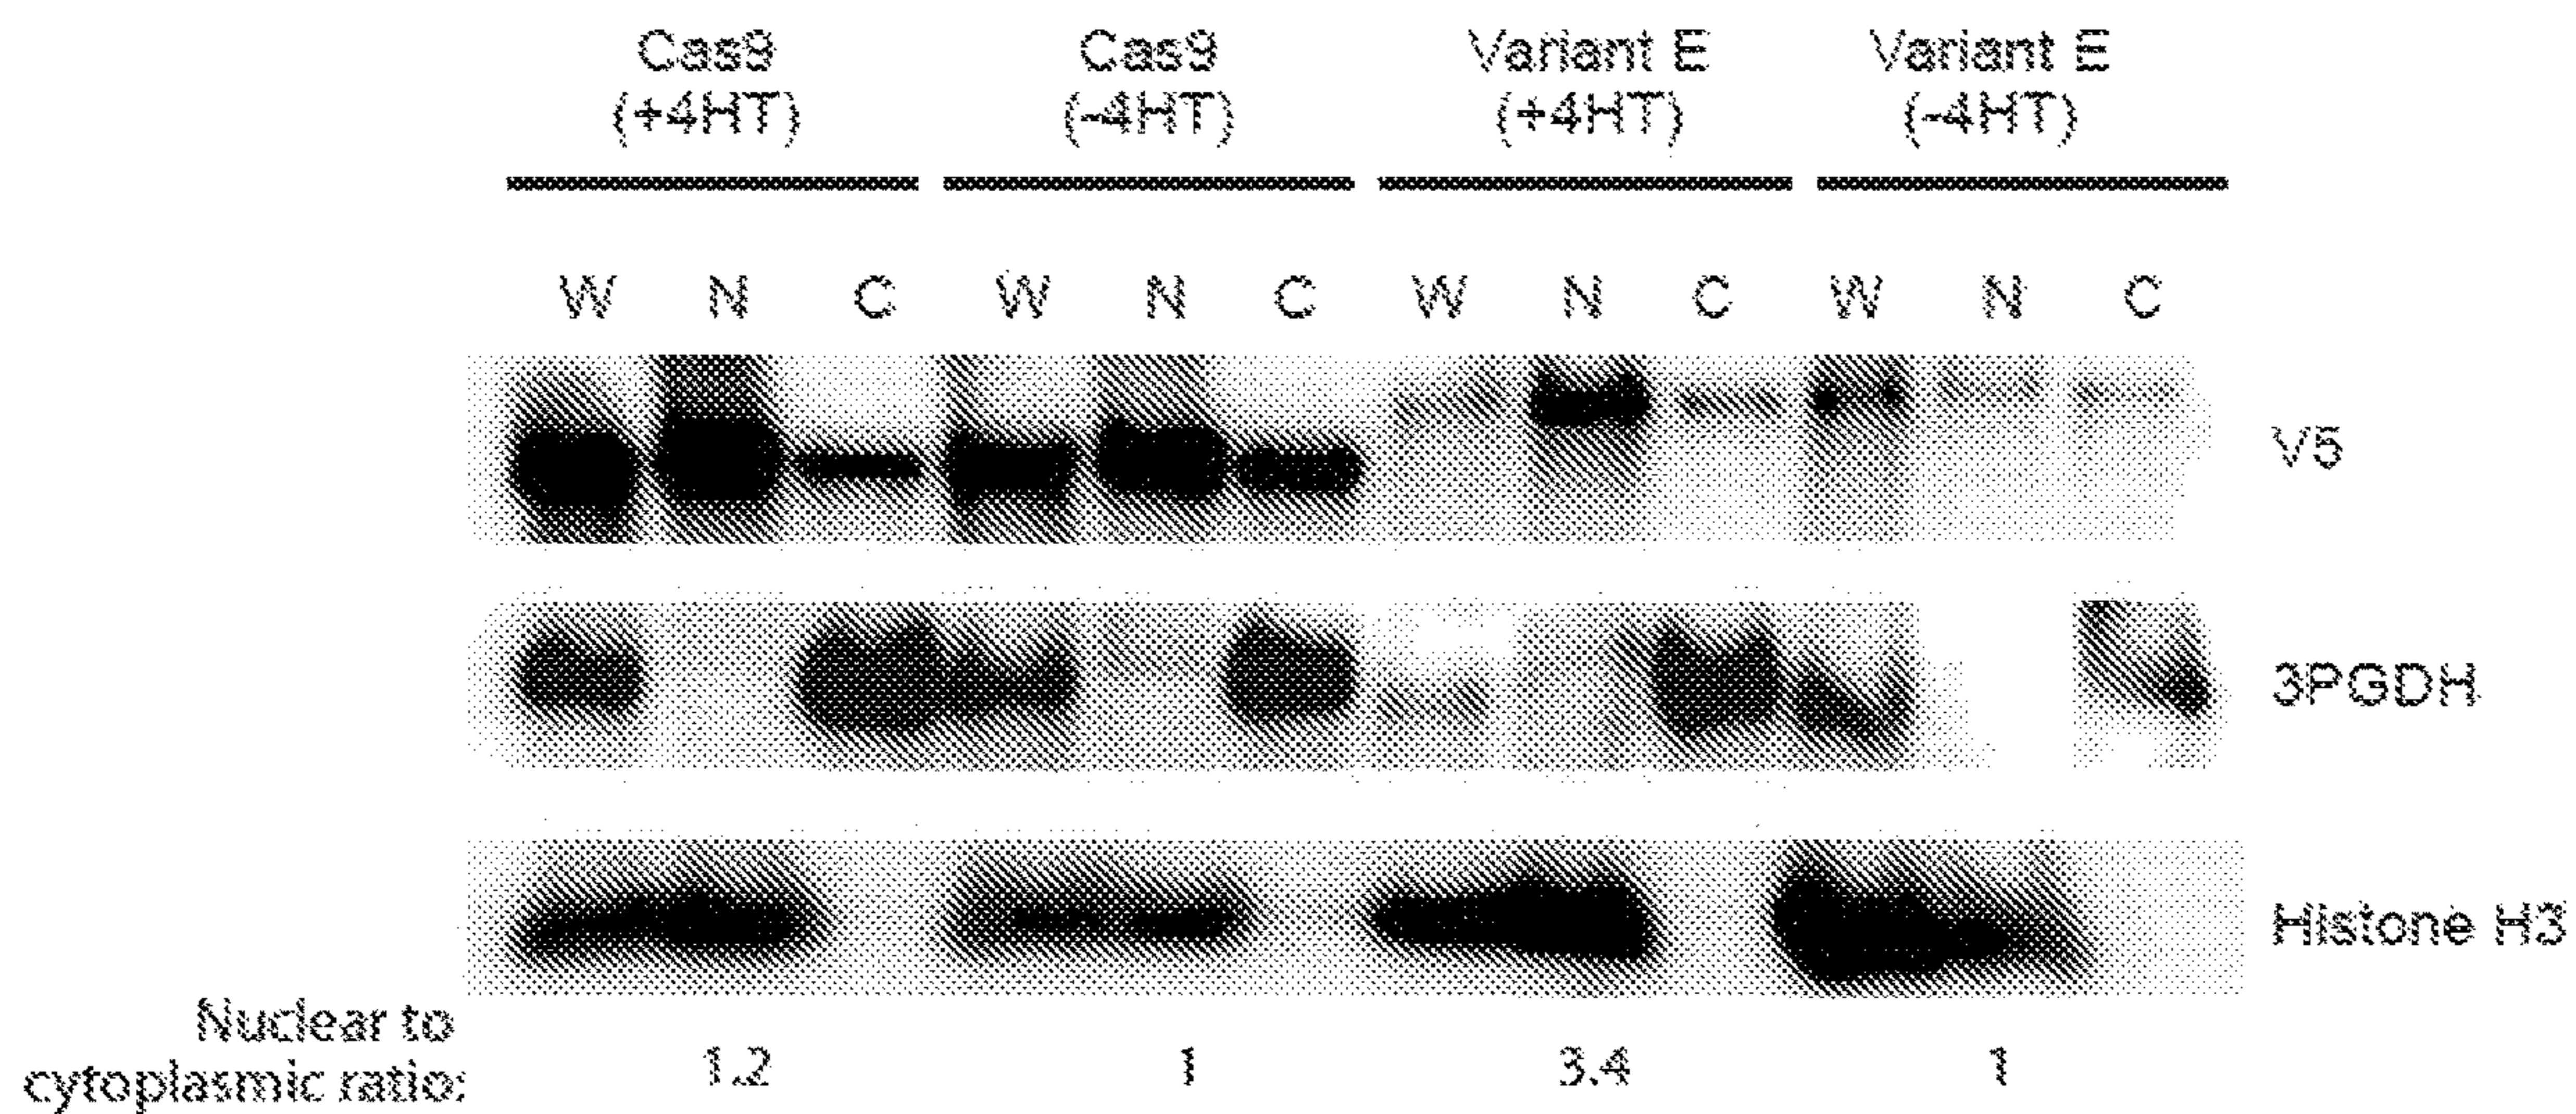 Cas9 Cas9 Variant E Variant E
(+4HT) (-4HT) (+4HT) (-4HT)
W N C W N C W N C W N C
V5
3PGDH
Histone H3
Nuclear to
cytoplasmic ratio: 1.2 1 3.4 1